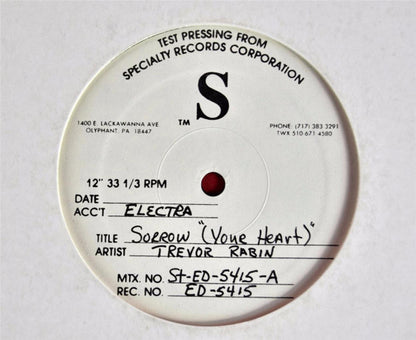 TEST PRESSING FROM
SPECIALTY RECORDS CORPORATION
S
TM
1400 E. LACKAWANNA AVE
OLYPHANT, PA 18447
PHONE: (717) 383 3291
TWX 510-671 4580
12" 33 1/3 RPM
DATE
ACC'T ELECTRA
TITLE SORROW "(Your Heart)"
ARTIST TREVOR RABIN
MTX. NO. St-ED-5415-A
REC. NO. ED-5415